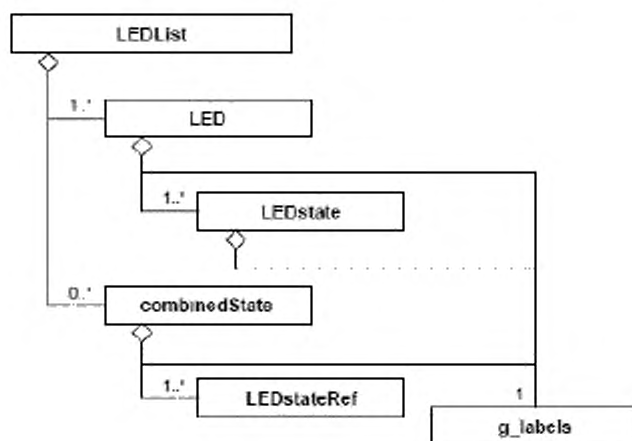 LEDList
1..*
LED
1..*
LEDstate
0..*
combinedState
1..*
LEDstateRef
1
g_labels